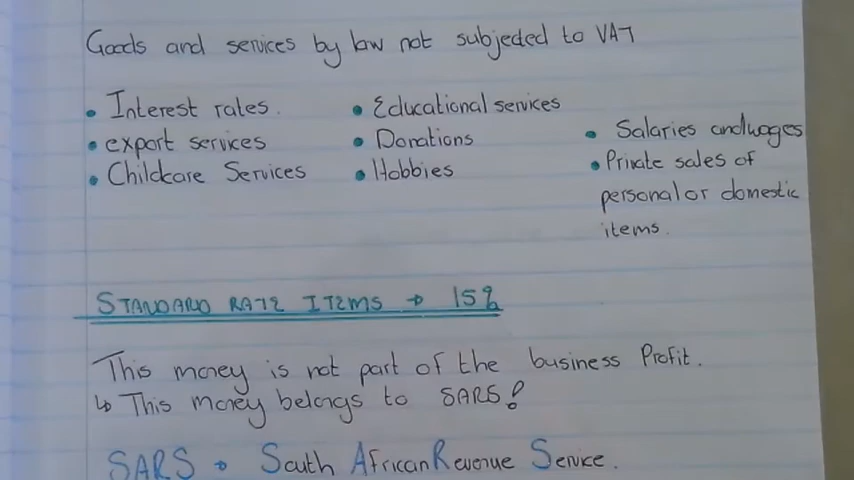 Goods and services by law not subjeded to VAT
• Interest rates.
• export services
• Childcare Services
• Educational services
• Donations
• Hobbies
• Salaries and wages
• Private sales of
personal or domestic
items.
STANDARD RATE ITEMS → 15%
This money is not part of the business Profit.
↳ This money belongs to SARS!
SARS → South African Revenue Service.